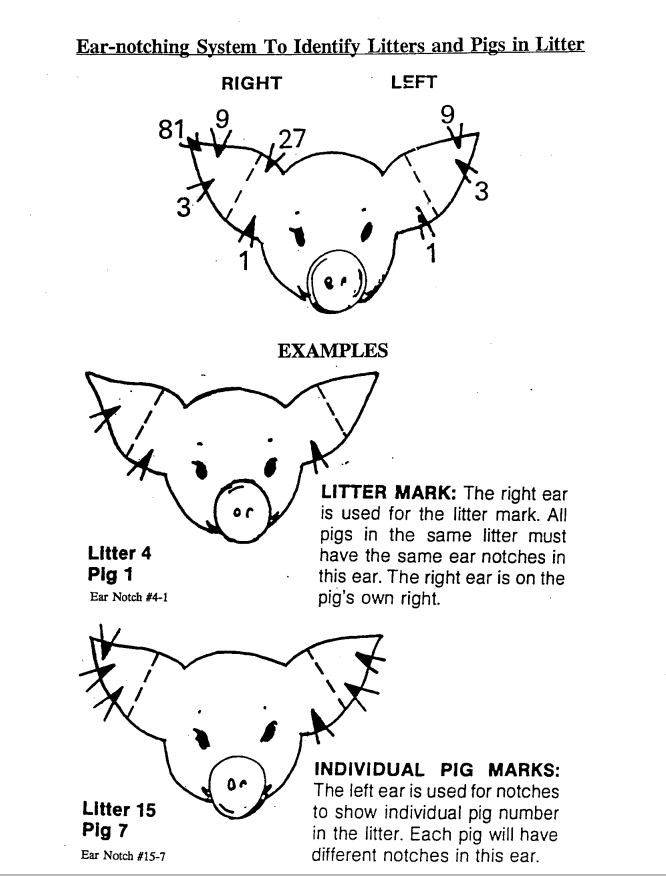 Ear-notching System To Identify Litters and Pigs in Litter
RIGHT LEFT
81 9 27 9
3 3
1 1
EXAMPLES
Litter 4
Pig 1
Ear Notch #4-1
LITTER MARK: The right ear
is used for the litter mark. All
pigs in the same litter must
have the same ear notches in
this ear. The right ear is on the
pig's own right.
Litter 15
Pig 7
Ear Notch #15-7
INDIVIDUAL PIG MARKS:
The left ear is used for notches
to show individual pig number
in the litter. Each pig will have
different notches in this ear.